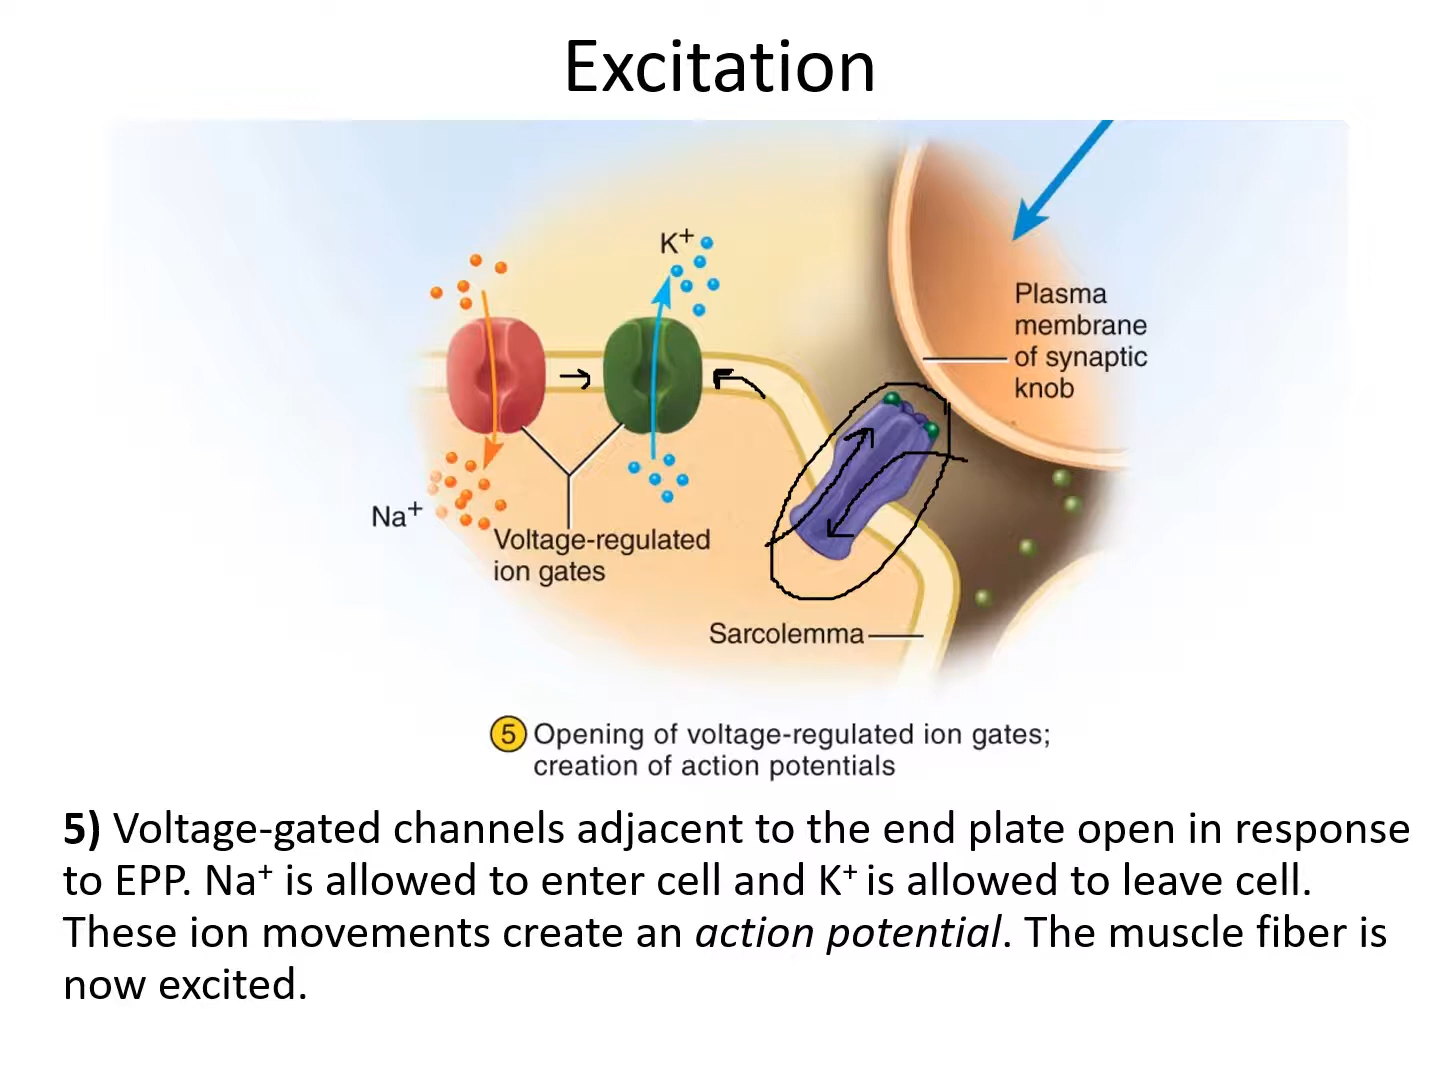 Excitation
K+
Plasma
membrane
of synaptic
knob
Na+
Voltage-regulated
ion gates
Sarcolemma
5 Opening of voltage-regulated ion gates;
creation of action potentials
5) Voltage-gated channels adjacent to the end plate open in response
to EPP. Na+ is allowed to enter cell and K+ is allowed to leave cell.
These ion movements create an action potential. The muscle fiber is
now excited.